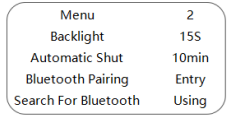 Menu 2
Backlight 15S
Automatic Shut 10min
Bluetooth Pairing Entry
Search For Bluetooth Using